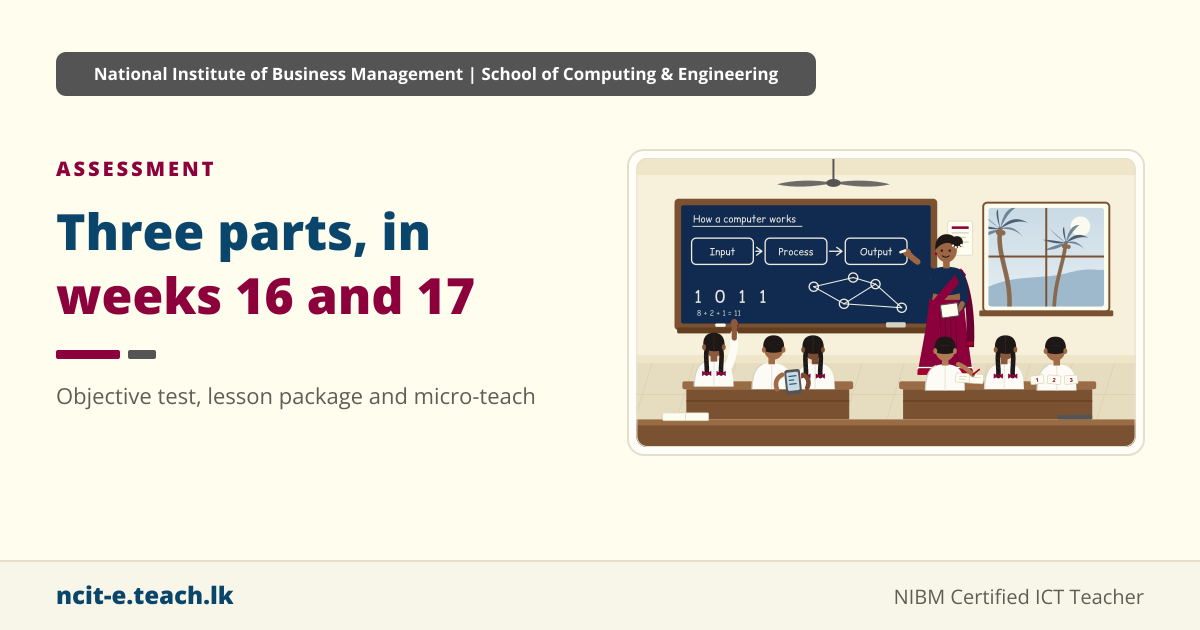 National Institute of Business Management | School of Computing & Engineering
ASSESSMENT
Three parts, in
weeks 16 and 17
Objective test, lesson package and micro-teach
How a computer works
Input
Process
Output
1 0 1 1
8 + 2 + 1 = 11
1 2 3
ncit-e.teach.lk
NIBM Certified ICT Teacher